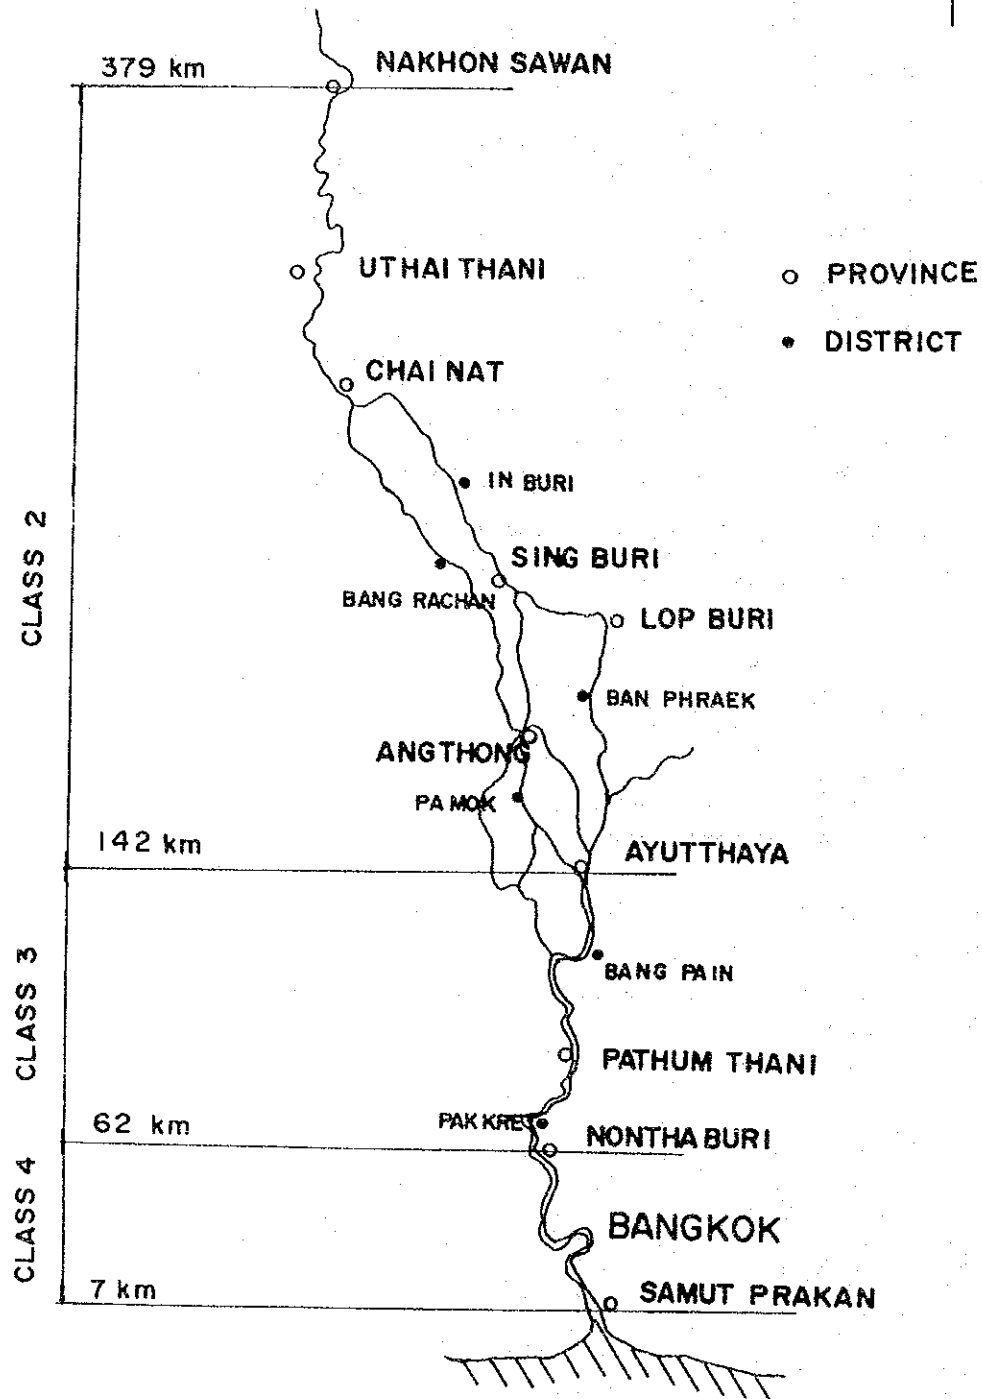 NAKHON SAWAN
379 km
UTHAI THANI
PROVINCE
DISTRICT
CHAI NAT
IN BURI
CLASS 2
SING BURI
BANG RACHAN
LOP BURI
BAN PHRAEK
ANGTHONG
PA MOK
142 km
AYUTTHAYA
CLASS 3
BANG PAIN
PATHUM THANI
PAK KRET
62 km
NONTHABURI
CLASS 4
BANGKOK
7 km
SAMUT PRAKAN